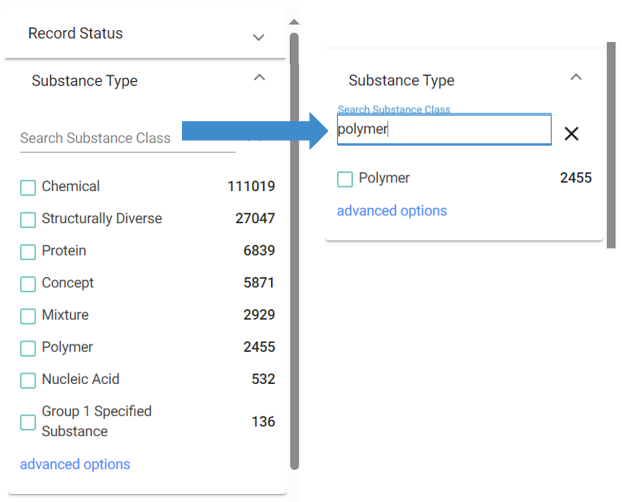 Record Status
Substance Type
Search Substance Class
Chemical 111019
Structurally Diverse 27047
Protein 6839
Concept 5871
Mixture 2929
Polymer 2455
Nucleic Acid 532
Group 1 Specified
Substance 136
advanced options
Substance Type
Search Substance Class
polymer
Polymer 2455
advanced options